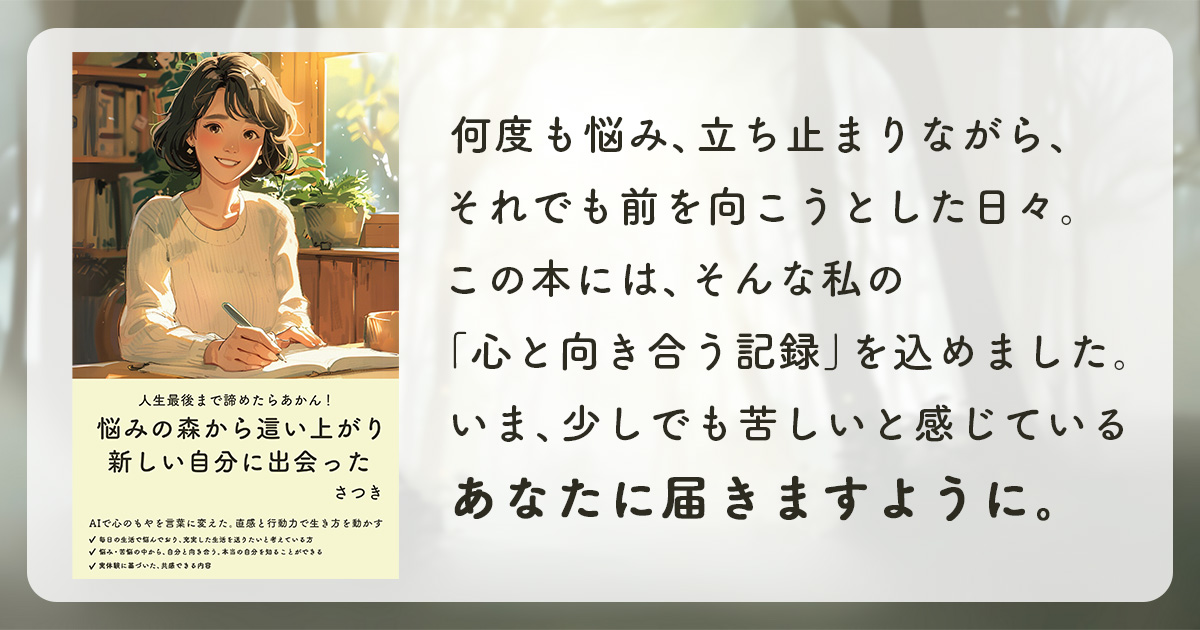 人生最後まで諦めたらあかん！
悩みの森から這い上がり
新しい自分に出会った
さつき
AIで心のもやを言葉に変えた。直感と行動力で生き方を動かす
✓ 毎日の生活で悩んでおり、充実した生活を送りたいと考えている方
✓ 悩み・苦悩の中から、自分と向き合う、本当の自分を知ることができる
✓ 実体験に基づいた、共感できる内容
何度も悩み、立ち止まりながら、
それでも前を向こうとした日々。
この本には、そんな私の
「心と向き合う記録」を込めました。
いま、少しでも苦しいと感じている
あなたに届きますように。